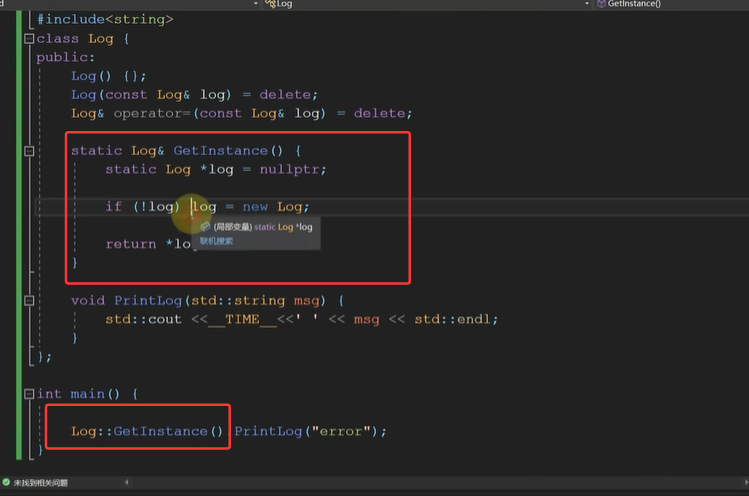 Log
GetInstance()
#include<string>
class Log {
public:
Log() {};
Log(const Log& log) = delete;
Log& operator=(const Log& log) = delete;
static Log& GetInstance() {
static Log *log = nullptr;
if (!log) log = new Log;
(局部变量) static Log *log
联机搜索
return *lo
}
void PrintLog(std::string msg) {
std::cout <<__TIME__<<' ' << msg << std::endl;
}
};
int main() {
Log::GetInstance().PrintLog("error");
}
未找到相关问题